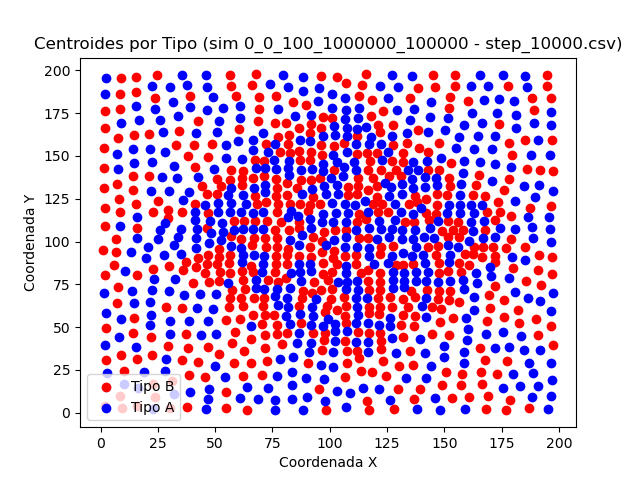 Centroides por Tipo (sim 0_0_100_1000000_100000 - step_10000.csv)
200
175
150
125
100
75
50
25
0
Coordenada Y
Tipo B
Tipo A
0 25 50 75 100 125 150 175 200
Coordenada X